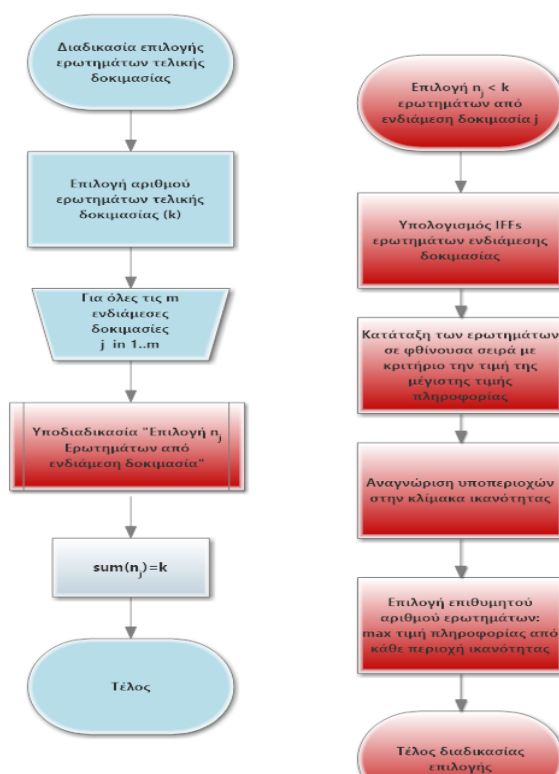 Διαδικασία επιλογής
ερωτημάτων τελικής
δοκιμασίας
Επιλογή αριθμού
ερωτημάτων τελικής
δοκιμασίας (k)
Για όλες τις m
ενδιάμεσες
δοκιμασίες
j in 1..m
Υποδιαδικασία "Επιλογή nj
Ερωτημάτων από
ενδιάμεση δοκιμασία"
sum(nj)=k
Τέλος
Επιλογή nj < k
ερωτημάτων από
ενδιάμεση δοκιμασία j
Υπολογισμός IFFs
ερωτημάτων ενδιάμεσης
δοκιμασίας
Κατάταξη των ερωτημάτων
σε φθίνουσα σειρά με
κριτήριο την τιμή της
μέγιστης τιμής
πληροφορίας
Αναγνώριση υποπεριοχών
στην κλίμακα ικανότητας
Επιλογή επιθυμητού
αριθμού ερωτημάτων:
max τιμή πληροφορίας από
κάθε περιοχή ικανότητας
Τέλος διαδικασίας
επιλογής